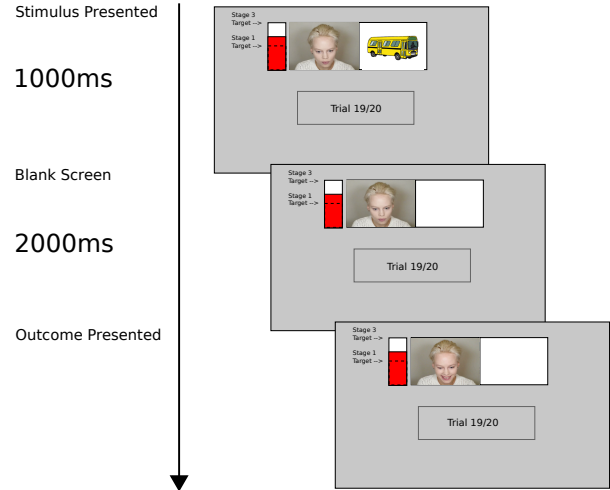 Stimulus Presented
1000ms
Blank Screen
2000ms
Outcome Presented
Stage 3
Target -->
Stage 1
Target -->
Trial 19/20
Stage 3
Target -->
Stage 1
Target -->
Trial 19/20
Stage 3
Target -->
Stage 1
Target -->
Trial 19/20